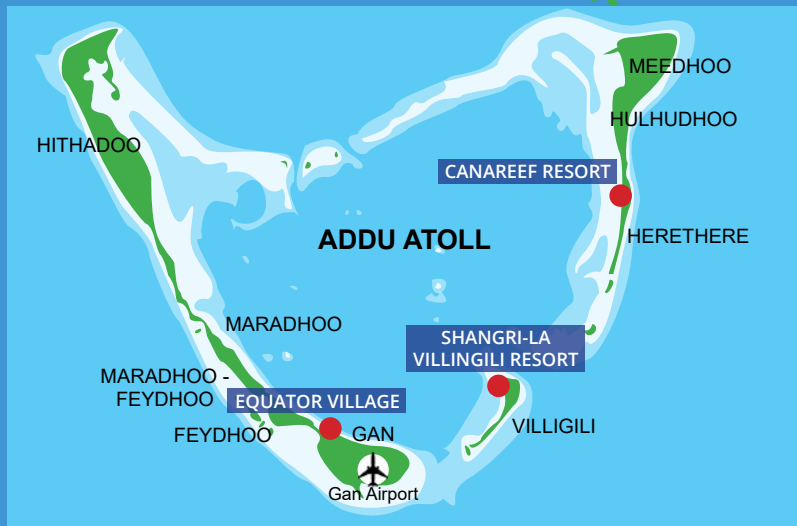 MEEDHOO
HULHUDHOO
HITHADOO
CANAREEF RESORT
ADDU ATOLL
HERETHERE
MARADHOO
SHANGRI-LA
VILLINGILI RESORT
MARADHOO -
FEYDHOO
EQUATOR VILLAGE
FEYDHOO
GAN
VILLIGILI
Gan Airport